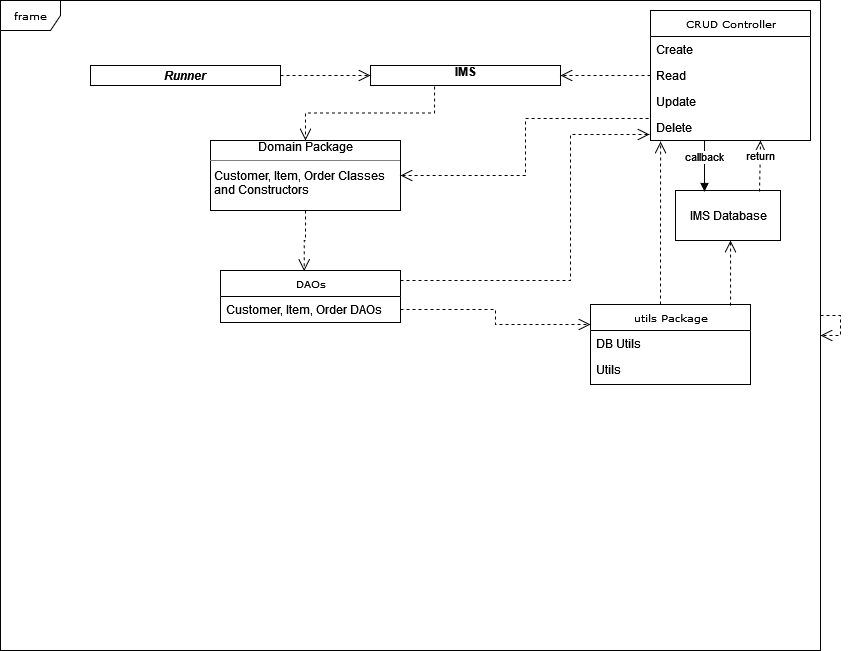 frame
CRUD Controller
Create
Read
Update
Delete
Runner
IMS
Domain Package
Customer, Item, Order Classes
and Constructors
callback
return
IMS Database
DAOs
Customer, Item, Order DAOs
utils Package
DB Utils
Utils